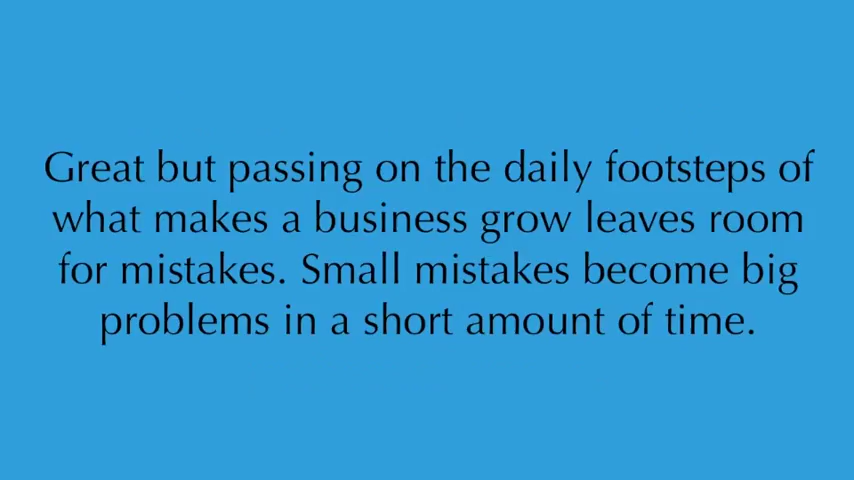 Great but passing on the daily footsteps of
what makes a business grow leaves room
for mistakes. Small mistakes become big
problems in a short amount of time.